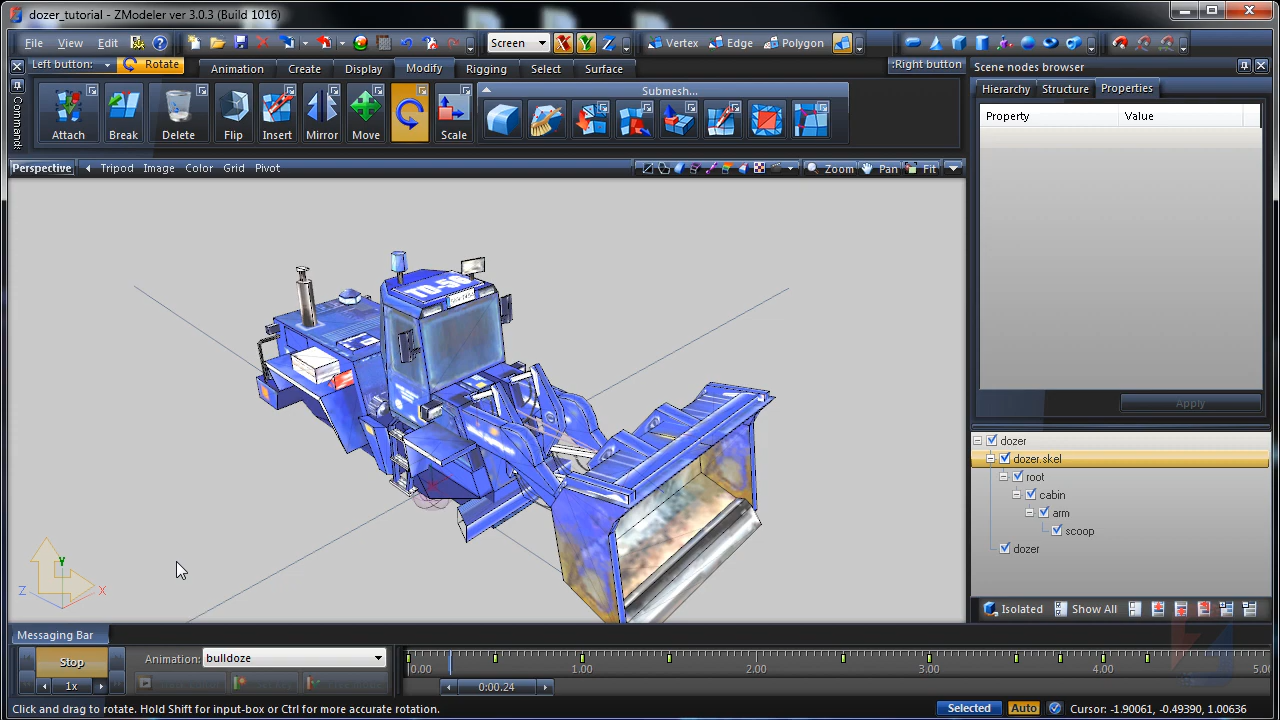 dozer_tutorial - ZModeler ver 3.0.3 (Build 1016)
File View Edit Screen X Y Z Vertex Edge Polygon
Left button: Rotate Animation Create Display Modify Rigging Select Surface :Right button
Commands
Attach Break Delete Flip Insert Mirror Move Scale
Submesh...
Perspective Tripod Image Color Grid Pivot Zoom Pan Fit
Scene nodes browser
Hierarchy Structure Properties
Property Value
Apply
dozer
dozer.skel
root
cabin
arm
scoop
dozer
Isolated Show All
Y
Z X
Messaging Bar
Stop Animation: bulldoze
0.00 1.00 2.00 3.00 4.00 5.00
1x 0:00.24
Click and drag to rotate. Hold Shift for input-box or Ctrl for more accurate rotation. Selected Auto Cursor: -1.90061, -0.49390, 1.00636